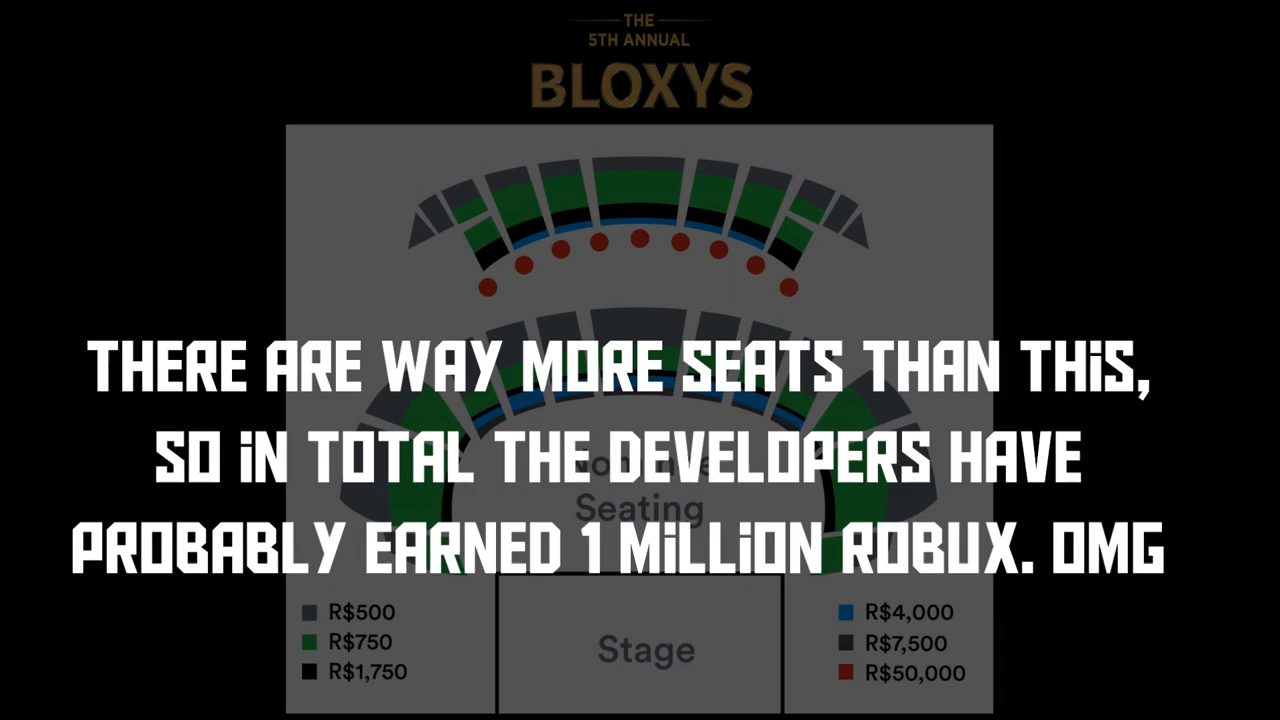 THE
5TH ANNUAL
BLOXYS
THERE ARE WAY MORE SEATS THAN THiS,
SO iN TOTAL THE DEVELOPERS HAVE
PROBABLY EARNED 1 MiLLiON ROBUX. OMG
Seating
R$500
R$750
R$1,750
Stage
R$4,000
R$7,500
R$50,000